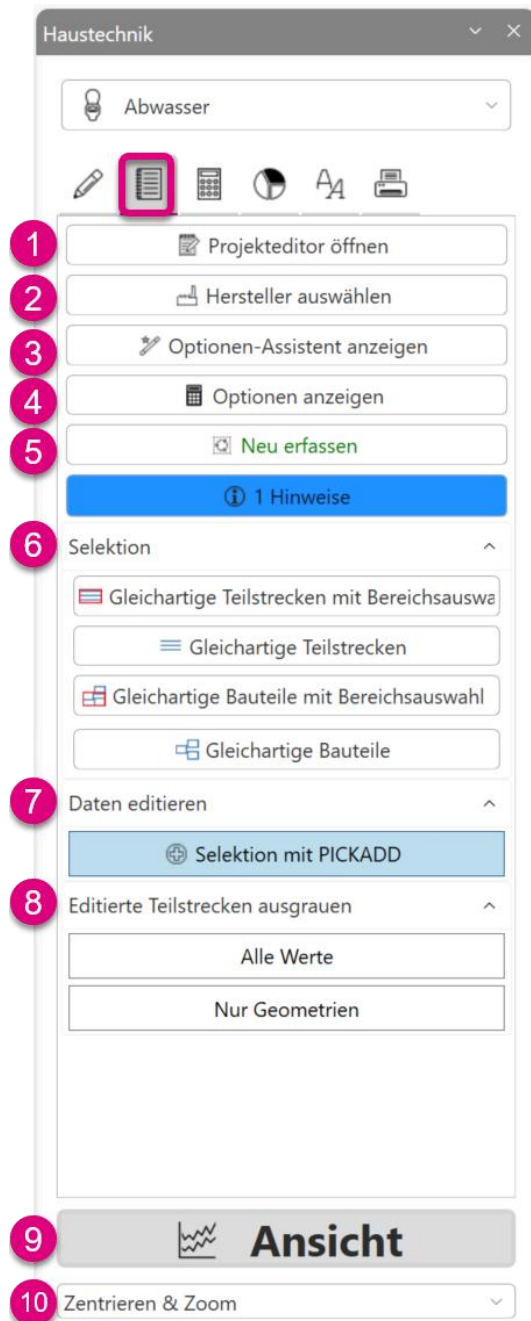 Haustechnik
Abwasser
1 Projekteditor öffnen
2 Hersteller auswählen
3 Optionen-Assistent anzeigen
4 Optionen anzeigen
5 Neu erfassen
1 Hinweise
6 Selektion
Gleichartige Teilstrecken mit Bereichsauswa
Gleichartige Teilstrecken
Gleichartige Bauteile mit Bereichsauswahl
Gleichartige Bauteile
7 Daten editieren
Selektion mit PICKADD
8 Editierte Teilstrecken ausgrauen
Alle Werte
Nur Geometrien
9 Ansicht
10 Zentrieren & Zoom